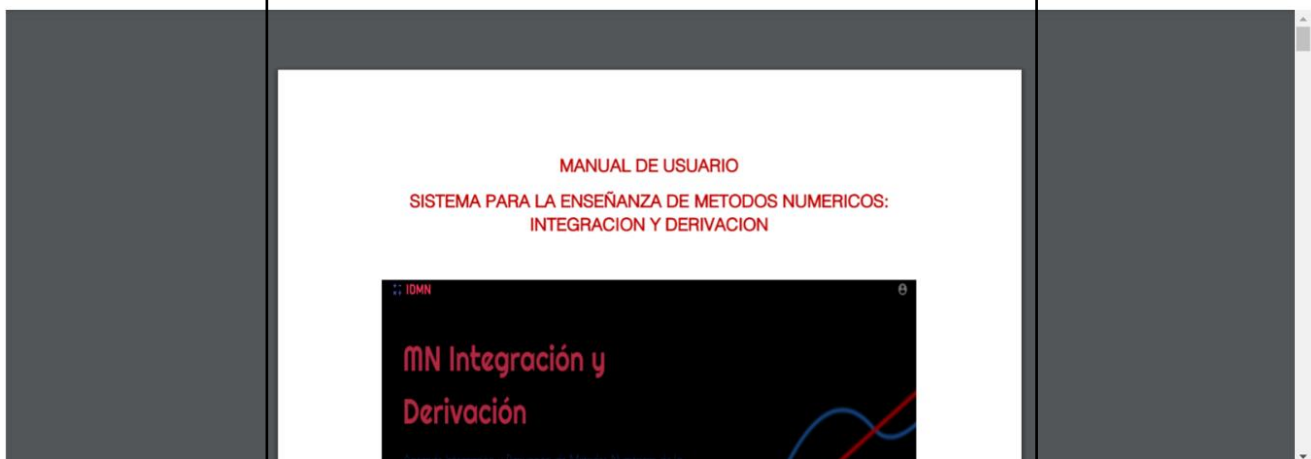 MANUAL DE USUARIO
SISTEMA PARA LA ENSEÑANZA DE METODOS NUMERICOS:
INTEGRACION Y DERIVACION
IDMN
MN Integración y
Derivación